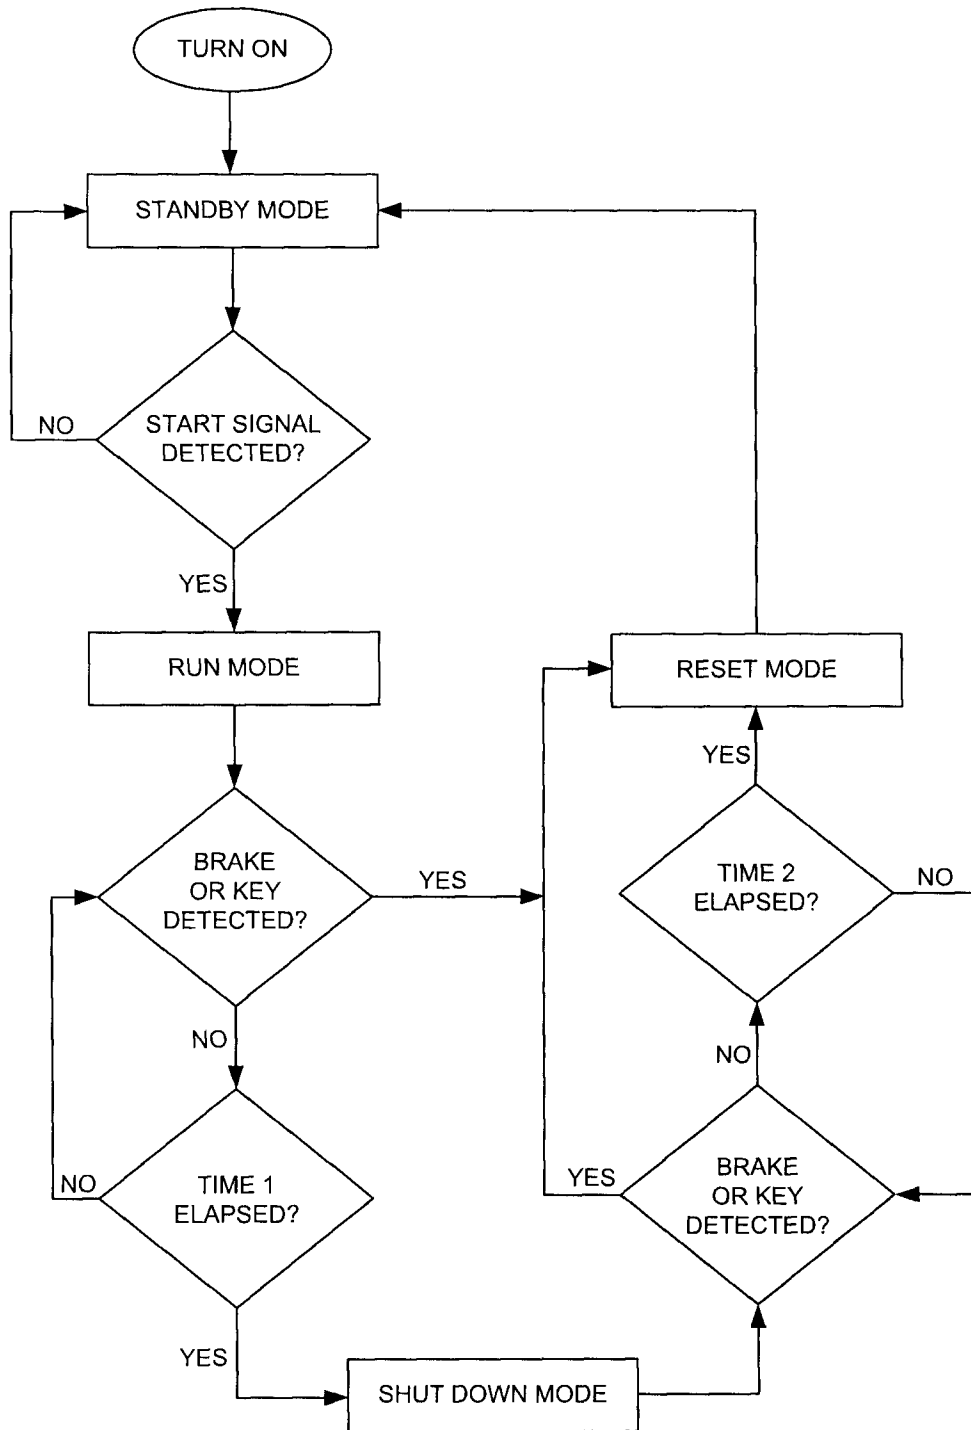 TURN ON
STANDBY MODE
START SIGNAL
DETECTED?
NO
YES
RUN MODE
BRAKE
OR KEY
DETECTED?
YES
NO
TIME 1
ELAPSED?
NO
YES
SHUT DOWN MODE
BRAKE
OR KEY
DETECTED?
YES
NO
TIME 2
ELAPSED?
NO
YES
RESET MODE